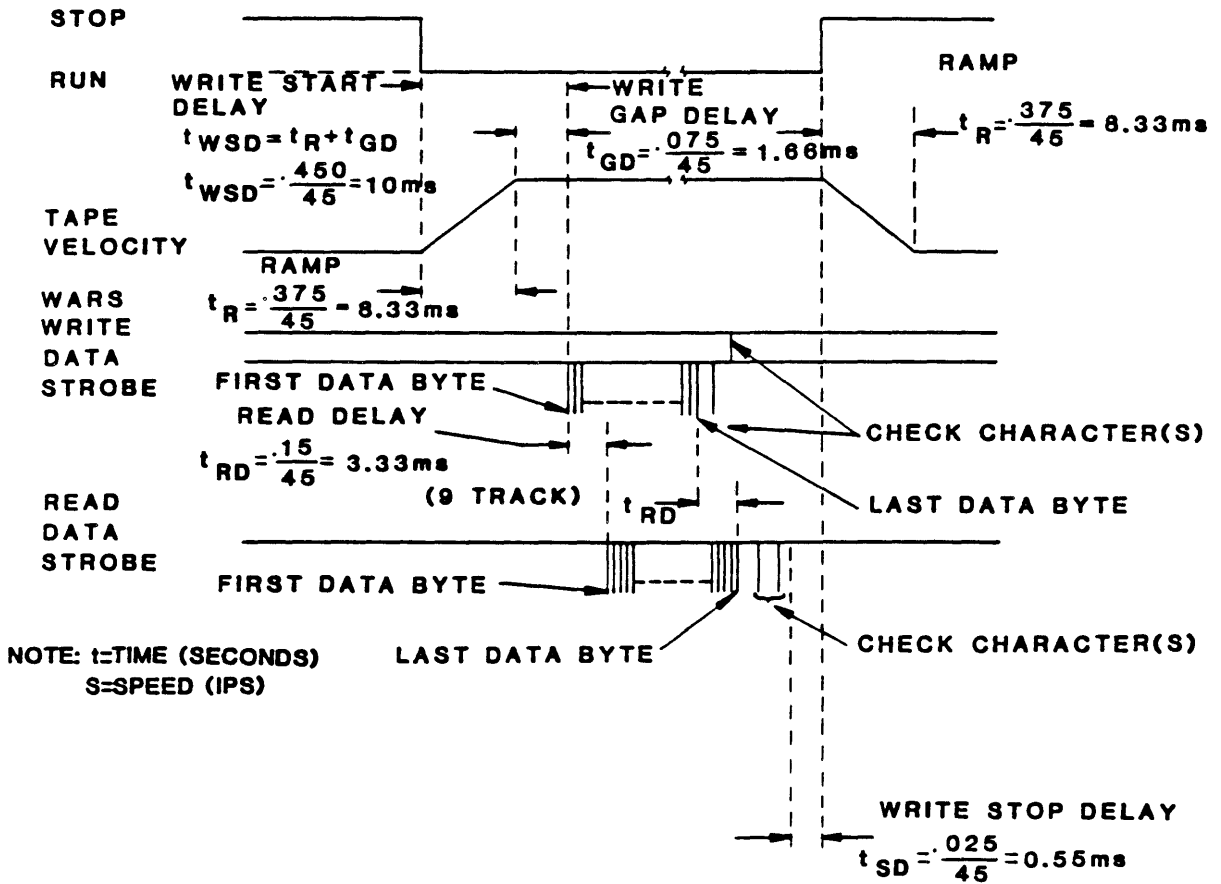 STOP
RUN
WRITE START
DELAY
t WSD = t R + t GD
t WSD = .450/45 = 10ms
WRITE
GAP DELAY
t GD = .075/45 = 1.66ms
RAMP
t R = .375/45 = 8.33ms
TAPE
VELOCITY
RAMP
t R = .375/45 = 8.33ms
WARS
WRITE
DATA
STROBE
FIRST DATA BYTE
READ DELAY
t RD = .15/45 = 3.33ms
(9 TRACK)
t RD
CHECK CHARACTER(S)
LAST DATA BYTE
READ
DATA
STROBE
FIRST DATA BYTE
LAST DATA BYTE
CHECK CHARACTER(S)
NOTE: t=TIME (SECONDS)
S=SPEED (IPS)
WRITE STOP DELAY
t SD = .025/45 = 0.55ms